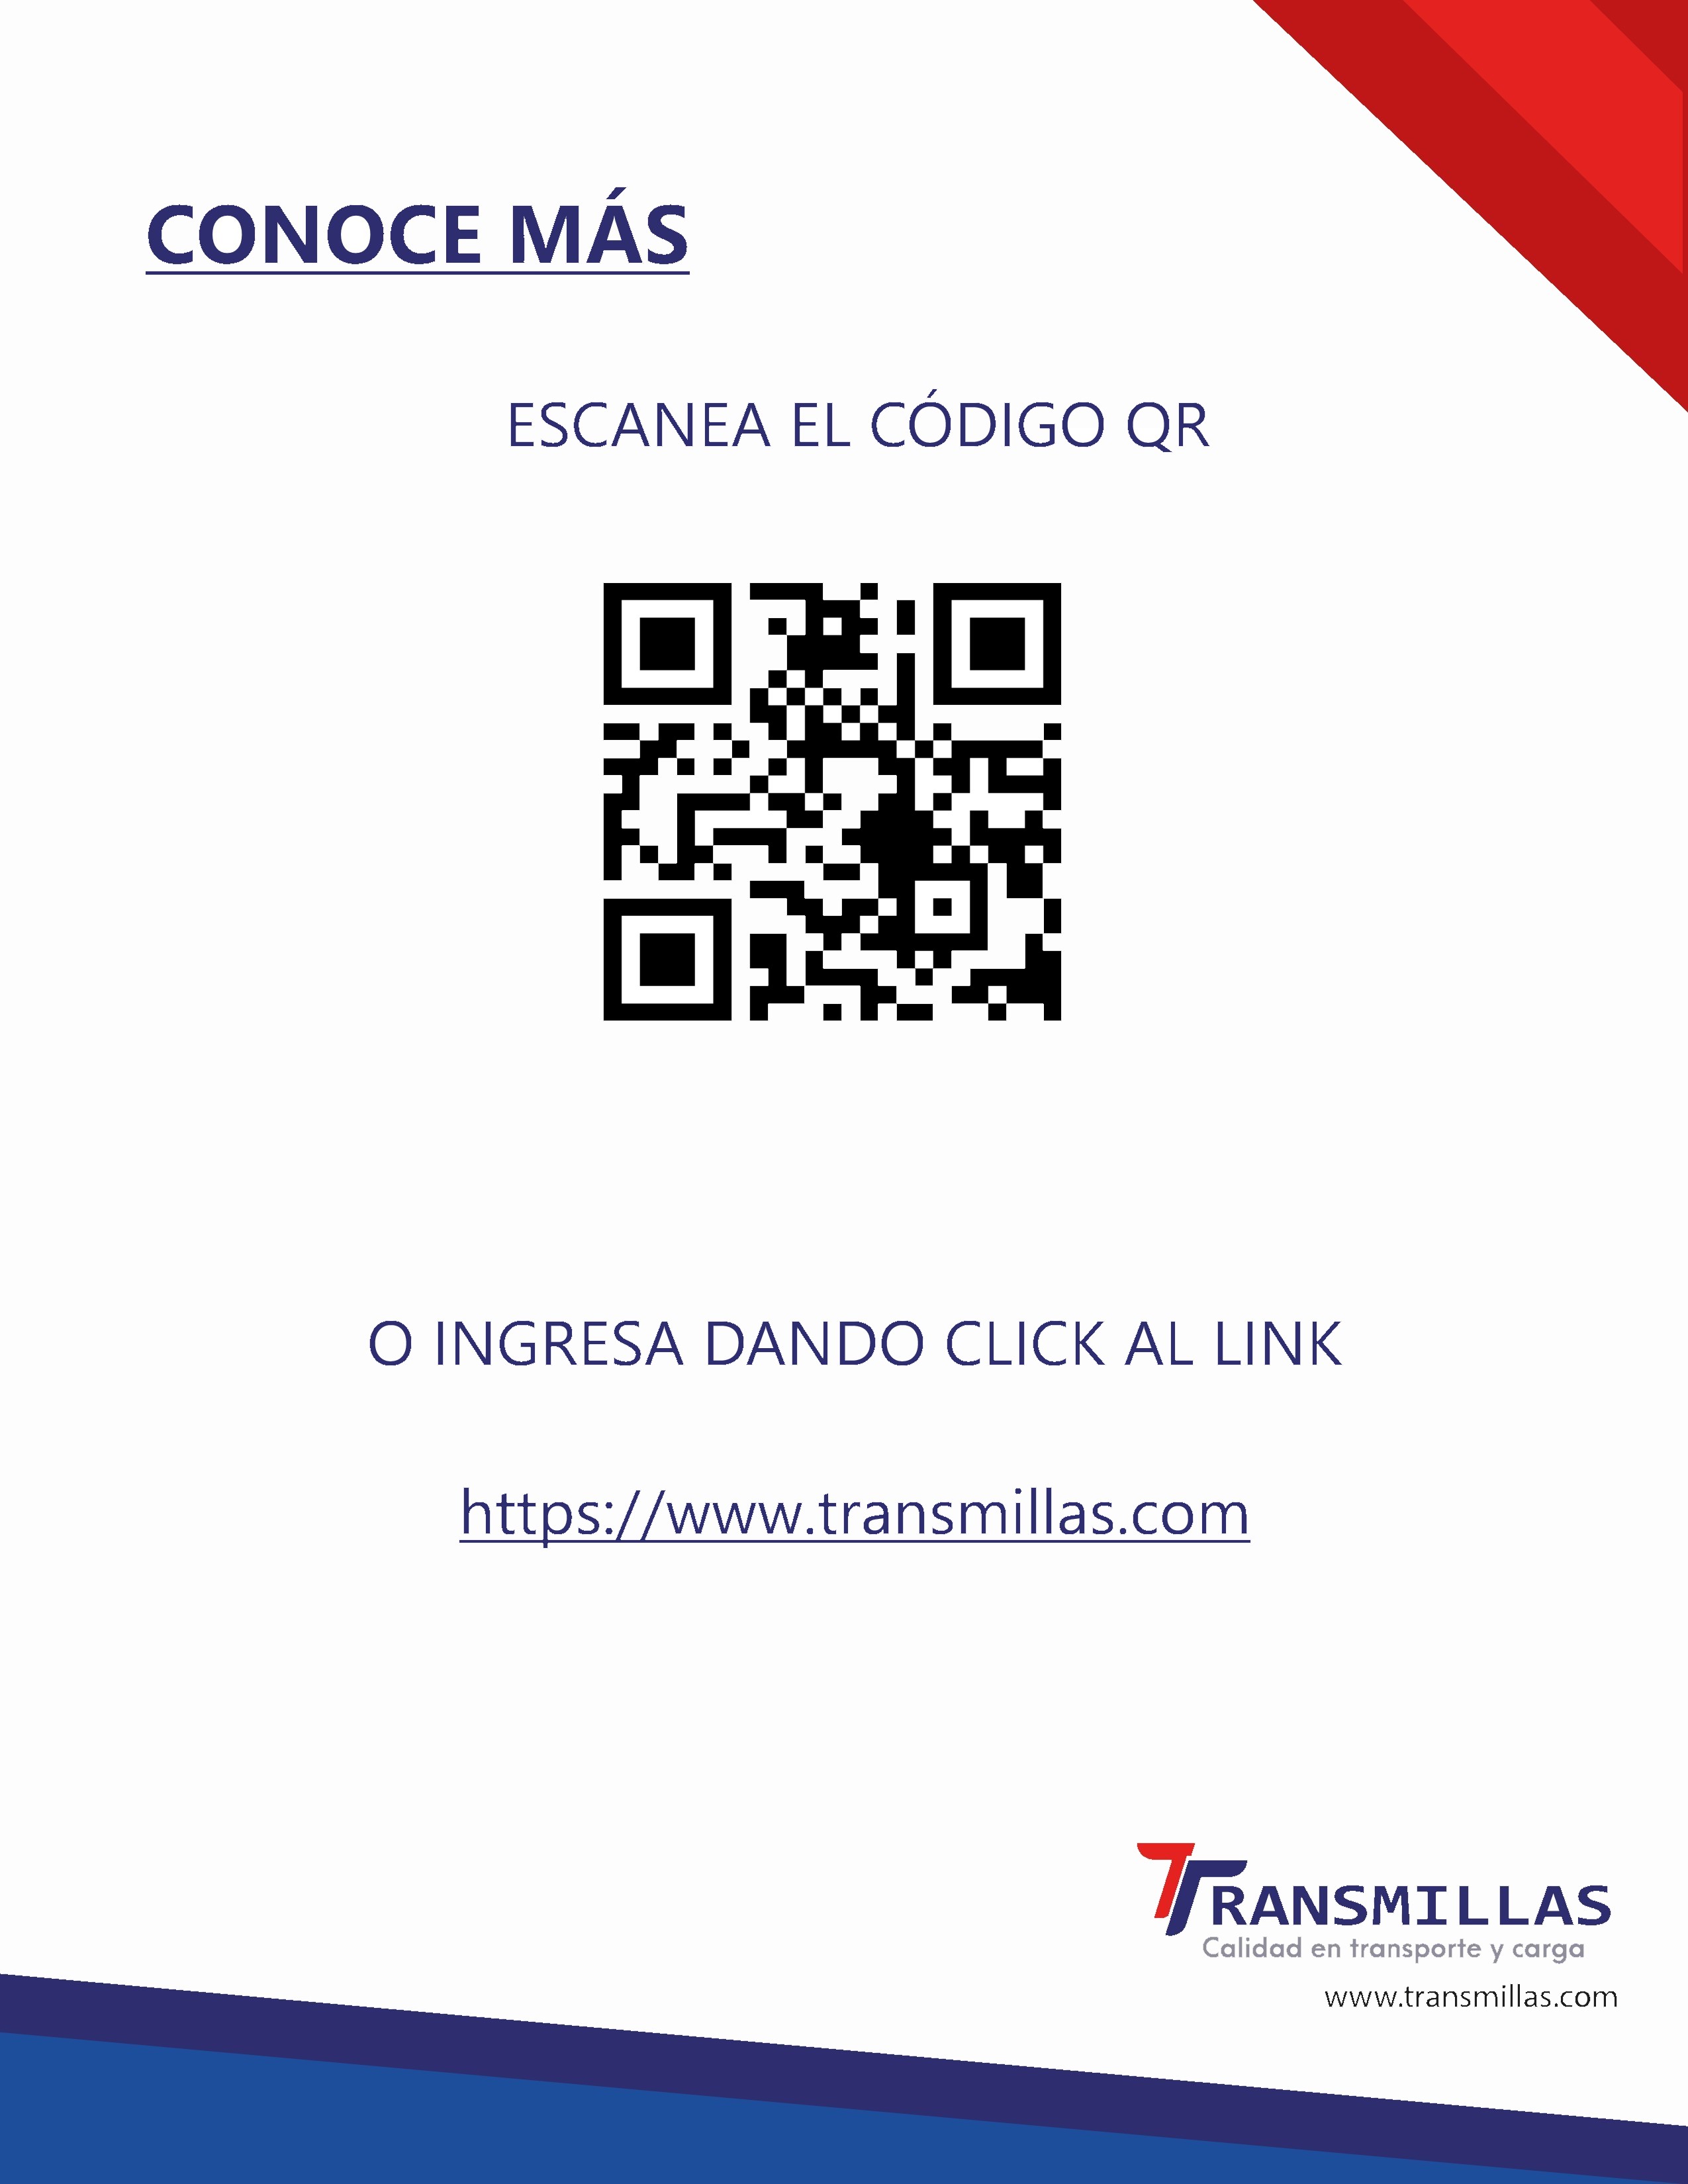 CONOCE MÁS
ESCANEA EL CÓDIGO QR
O INGRESA DANDO CLICK AL LINK
https://www.transmillas.com
TRANSMILLAS
Calidad en transporte y carga
www.transmillas.com